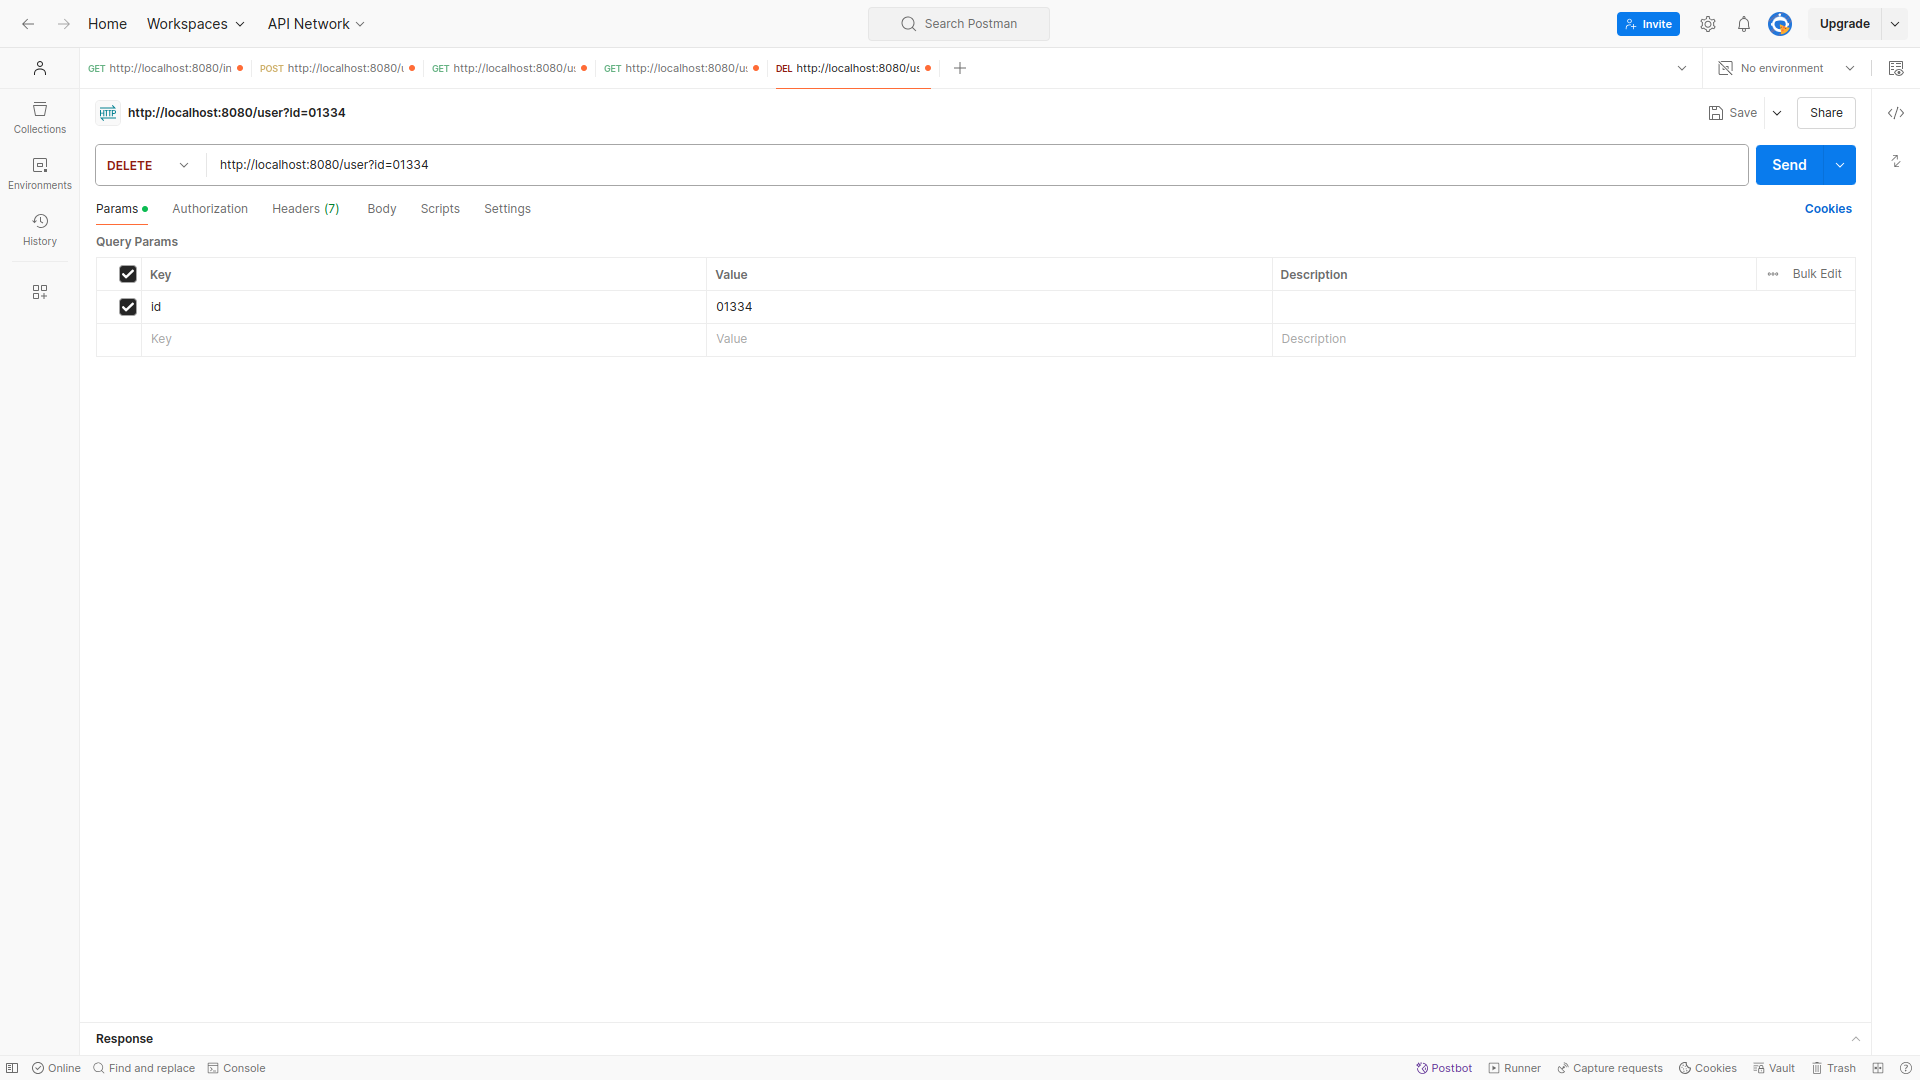 Home Workspaces API Network Search Postman Invite Upgrade
GET http://localhost:8080/in POST http://localhost:8080/u GET http://localhost:8080/us GET http://localhost:8080/us DEL http://localhost:8080/us No environment
HTTP http://localhost:8080/user?id=01334 Save Share
Collections
DELETE http://localhost:8080/user?id=01334 Send
Environments
Params Authorization Headers (7) Body Scripts Settings Cookies
History
Query Params
Key Value Description Bulk Edit
id 01334
Key Value Description
Response
Online Find and replace Console Postbot Runner Capture requests Cookies Vault Trash